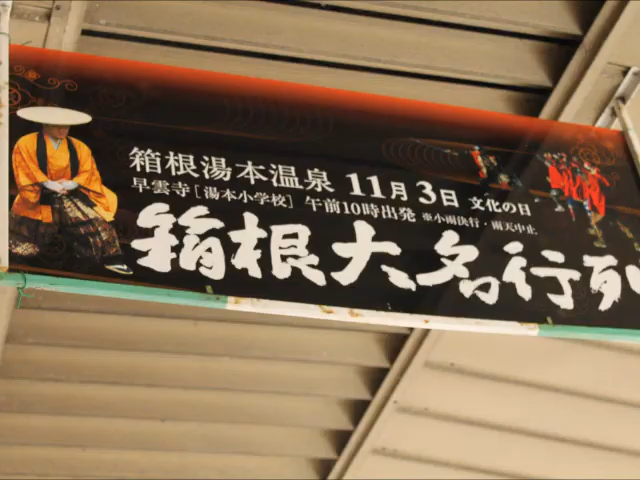 箱根湯本温泉 11月3日 文化の日
早雲寺［湯本小学校］ 午前10時出発 ※小雨決行・雨天中止
箱根大名行列